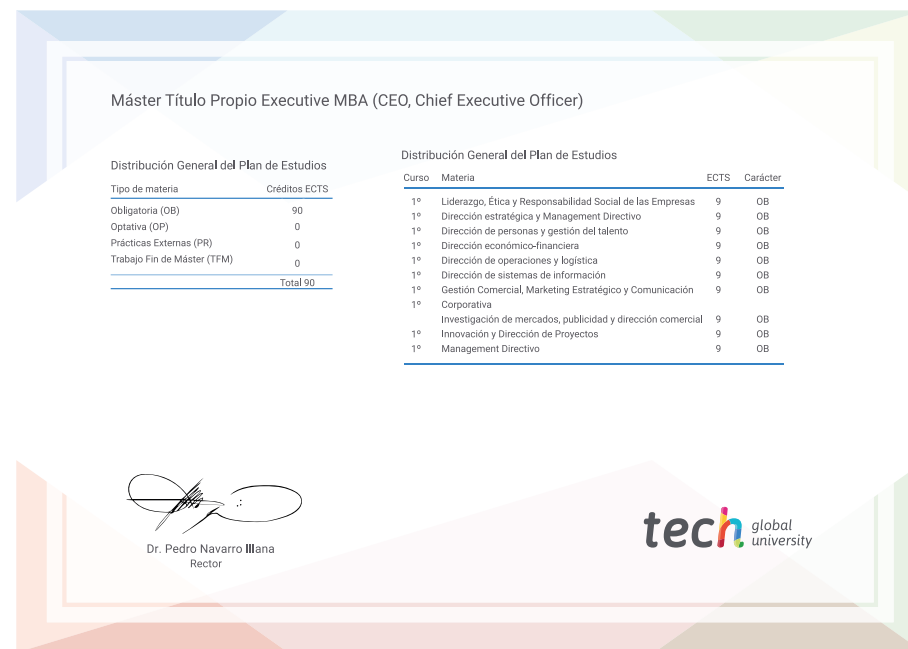 Máster Título Propio Executive MBA (CEO, Chief Executive Officer)
Distribución General del Plan de Estudios
Tipo de materia Créditos ECTS
Obligatoria (OB) 90
Optativa (OP) 0
Prácticas Externas (PR) 0
Trabajo Fin de Máster (TFM) 0
Total 90
Distribución General del Plan de Estudios
Curso Materia ECTS Carácter
1º Liderazgo, Ética y Responsabilidad Social de las Empresas 9 OB
1º Dirección estratégica y Management Directivo 9 OB
1º Dirección de personas y gestión del talento 9 OB
1º Dirección económico-financiera 9 OB
1º Dirección de operaciones y logística 9 OB
1º Dirección de sistemas de información 9 OB
1º Gestión Comercial, Marketing Estratégico y Comunicación 9 OB
1º Corporativa
Investigación de mercados, publicidad y dirección comercial 9 OB
1º Innovación y Dirección de Proyectos 9 OB
1º Management Directivo 9 OB
Dr. Pedro Navarro Illana
Rector
tech global
university